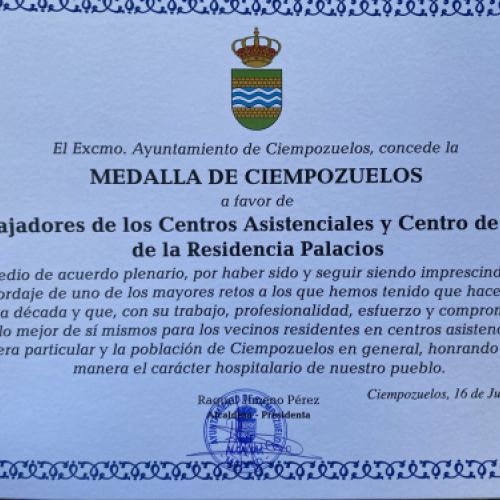 El Excmo. Ayuntamiento de Ciempozuelos, concede la
MEDALLA DE CIEMPOZUELOS
a favor de
ajadores de los Centros Asistenciales y Centro de
de la Residencia Palacios
edio de acuerdo plenario, por haber sido y seguir siendo imprescind
ordaje de uno de los mayores retos a los que hemos tenido que hace
a década y que, con su trabajo, profesionalidad, esfuerzo y comprom
lo mejor de sí mismos para los vecinos residentes en centros asistenc
era particular y la población de Ciempozuelos en general, honrando
manera el carácter hospitalario de nuestro pueblo.
Raquel Jimeno Pérez
Alcaldesa - Presidenta
Ciempozuelos, 16 de Ju